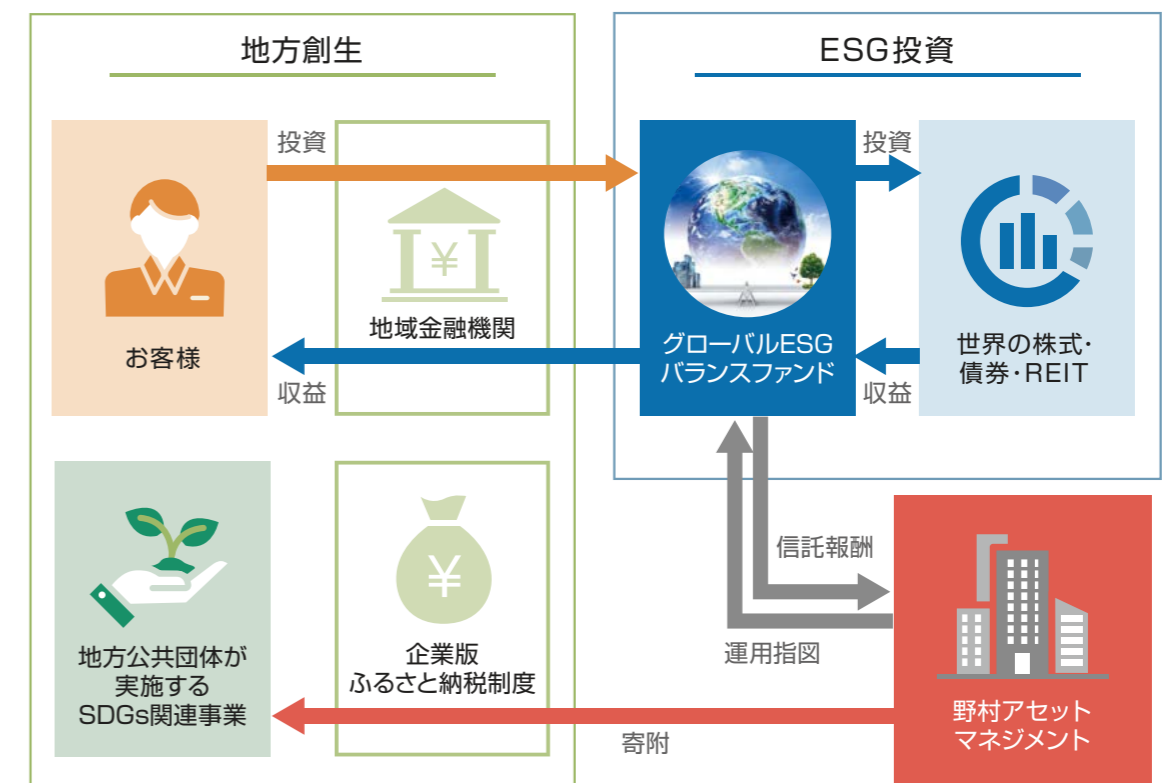 地方創生
ESG投資
投資
投資
¥
お客様
地域金融機関
グローバルESG
バランスファンド
世界の株式・
債券・REIT
収益
収益
¥
信託報酬
運用指図
地方公共団体が
実施する
SDGs関連事業
企業版
ふるさと納税制度
野村アセット
マネジメント
寄附